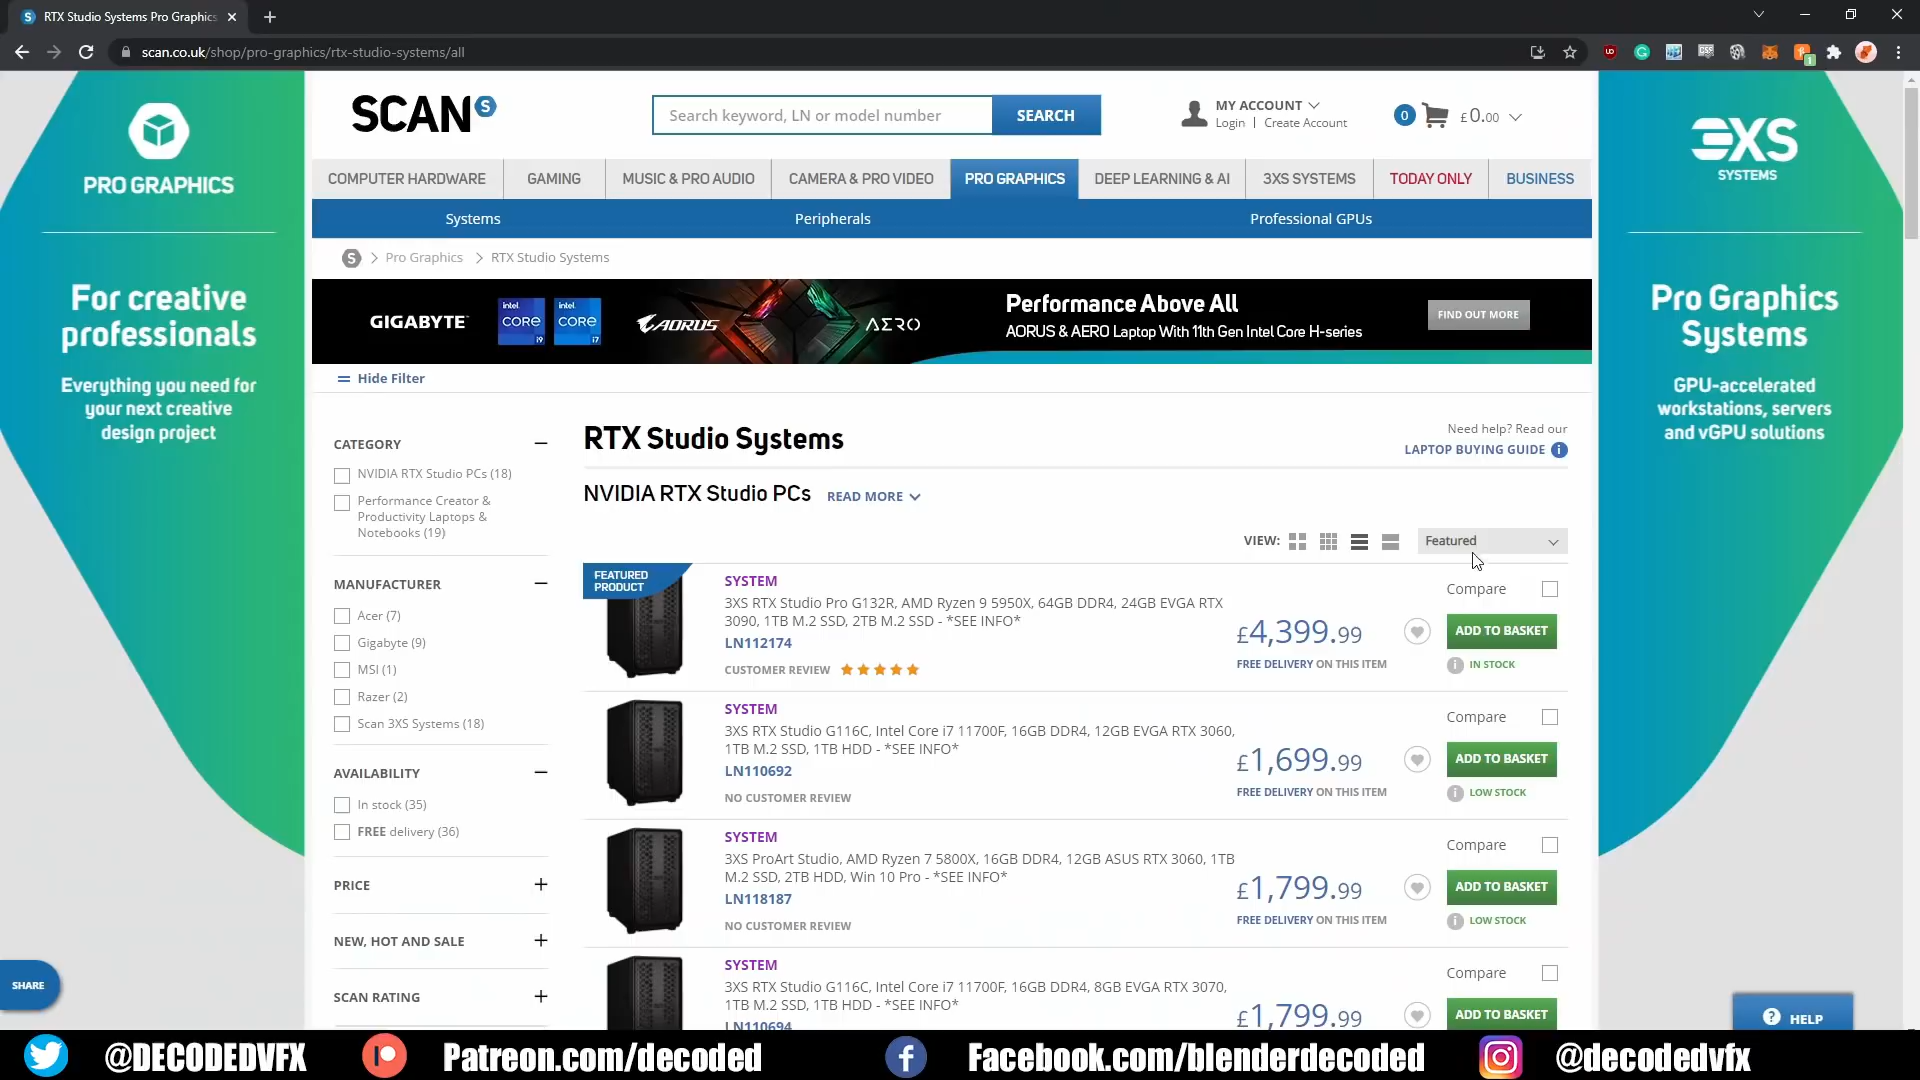 RTX Studio Systems Pro Graphics
scan.co.uk/shop/pro-graphics/rtx-studio-systems/all
PRO GRAPHICS
For creative
professionals
Everything you need for
your next creative
design project
SCAN S
Search keyword, LN or model number
SEARCH
MY ACCOUNT
Login | Create Account
0
£0.00
COMPUTER HARDWARE
GAMING
MUSIC & PRO AUDIO
CAMERA & PRO VIDEO
PRO GRAPHICS
DEEP LEARNING & AI
3XS SYSTEMS
TODAY ONLY
BUSINESS
Systems
Peripherals
Professional GPUs
S > Pro Graphics > RTX Studio Systems
GIGABYTE
intel CORE i9
intel CORE i7
AORUS
AERO
Performance Above All
AORUS & AERO Laptop With 11th Gen Intel Core H-series
FIND OUT MORE
3XS
SYSTEMS
Pro Graphics
Systems
GPU-accelerated
workstations, servers
and vGPU solutions
Hide Filter
CATEGORY
NVIDIA RTX Studio PCs (18)
Performance Creator &
Productivity Laptops &
Notebooks (19)
MANUFACTURER
Acer (7)
Gigabyte (9)
MSI (1)
Razer (2)
Scan 3XS Systems (18)
AVAILABILITY
In stock (35)
FREE delivery (36)
PRICE
NEW, HOT AND SALE
SCAN RATING
RTX Studio Systems
Need help? Read our
LAPTOP BUYING GUIDE i
NVIDIA RTX Studio PCs
READ MORE
VIEW:
Featured
FEATURED
PRODUCT
SYSTEM
3XS RTX Studio Pro G132R, AMD Ryzen 9 5950X, 64GB DDR4, 24GB EVGA RTX
3090, 1TB M.2 SSD, 2TB M.2 SSD - *SEE INFO*
LN112174
CUSTOMER REVIEW
£4,399.99
FREE DELIVERY ON THIS ITEM
Compare
ADD TO BASKET
i IN STOCK
SYSTEM
3XS RTX Studio G116C, Intel Core i7 11700F, 16GB DDR4, 12GB EVGA RTX 3060,
1TB M.2 SSD, 1TB HDD - *SEE INFO*
LN110692
NO CUSTOMER REVIEW
£1,699.99
FREE DELIVERY ON THIS ITEM
Compare
ADD TO BASKET
i LOW STOCK
SYSTEM
3XS ProArt Studio, AMD Ryzen 7 5800X, 16GB DDR4, 12GB ASUS RTX 3060, 1TB
M.2 SSD, 2TB HDD, Win 10 Pro - *SEE INFO*
LN118187
NO CUSTOMER REVIEW
£1,799.99
FREE DELIVERY ON THIS ITEM
Compare
ADD TO BASKET
i LOW STOCK
SYSTEM
3XS RTX Studio G116C, Intel Core i7 11700F, 16GB DDR4, 8GB EVGA RTX 3070,
1TB M.2 SSD, 1TB HDD - *SEE INFO*
LN110694
£1,799.99
Compare
ADD TO BASKET
SHARE
? HELP
@DECODEDVFX
Patreon.com/decoded
Facebook.com/blenderdecoded
@decodedvfx